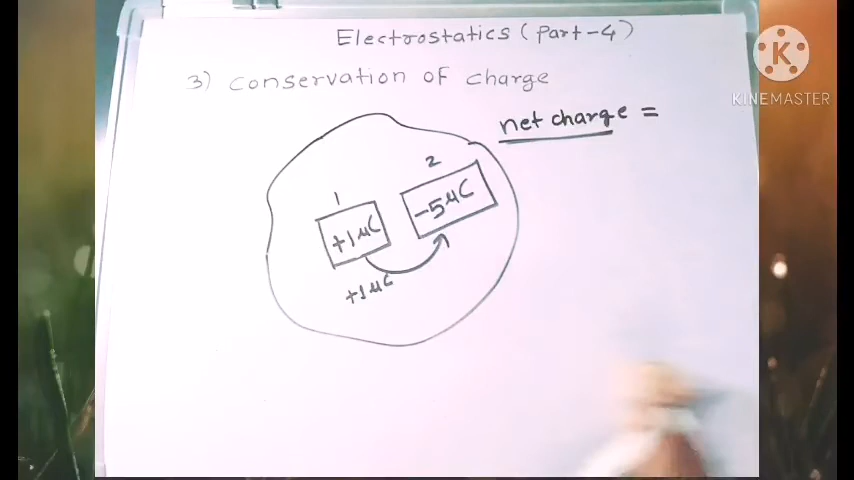 Electrostatics (Part-4)
3) conservation of charge
net charge =
1
2
+1μC
-5μC
+1μC
K
KINEMASTER